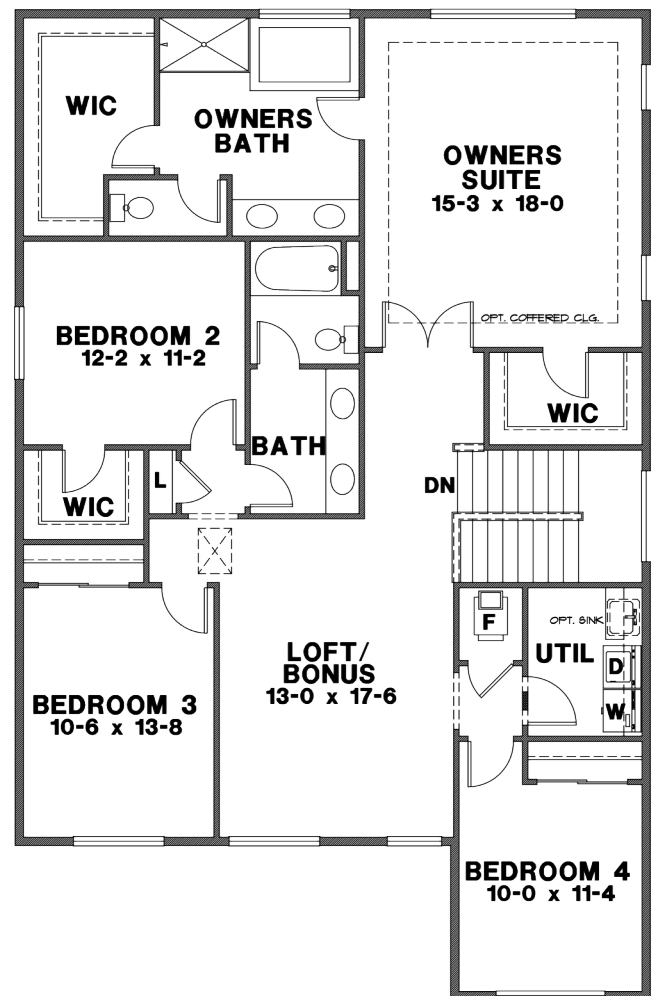 WIC
OWNERS
BATH
OWNERS
SUITE
15-3 x 18-0
OPT. COFFERED CLG.
BEDROOM 2
12-2 x 11-2
WIC
BATH
L
DN
WIC
F
OPT. SINK
UTIL
D
W
LOFT/
BONUS
13-0 x 17-6
BEDROOM 3
10-6 x 13-8
BEDROOM 4
10-0 x 11-4